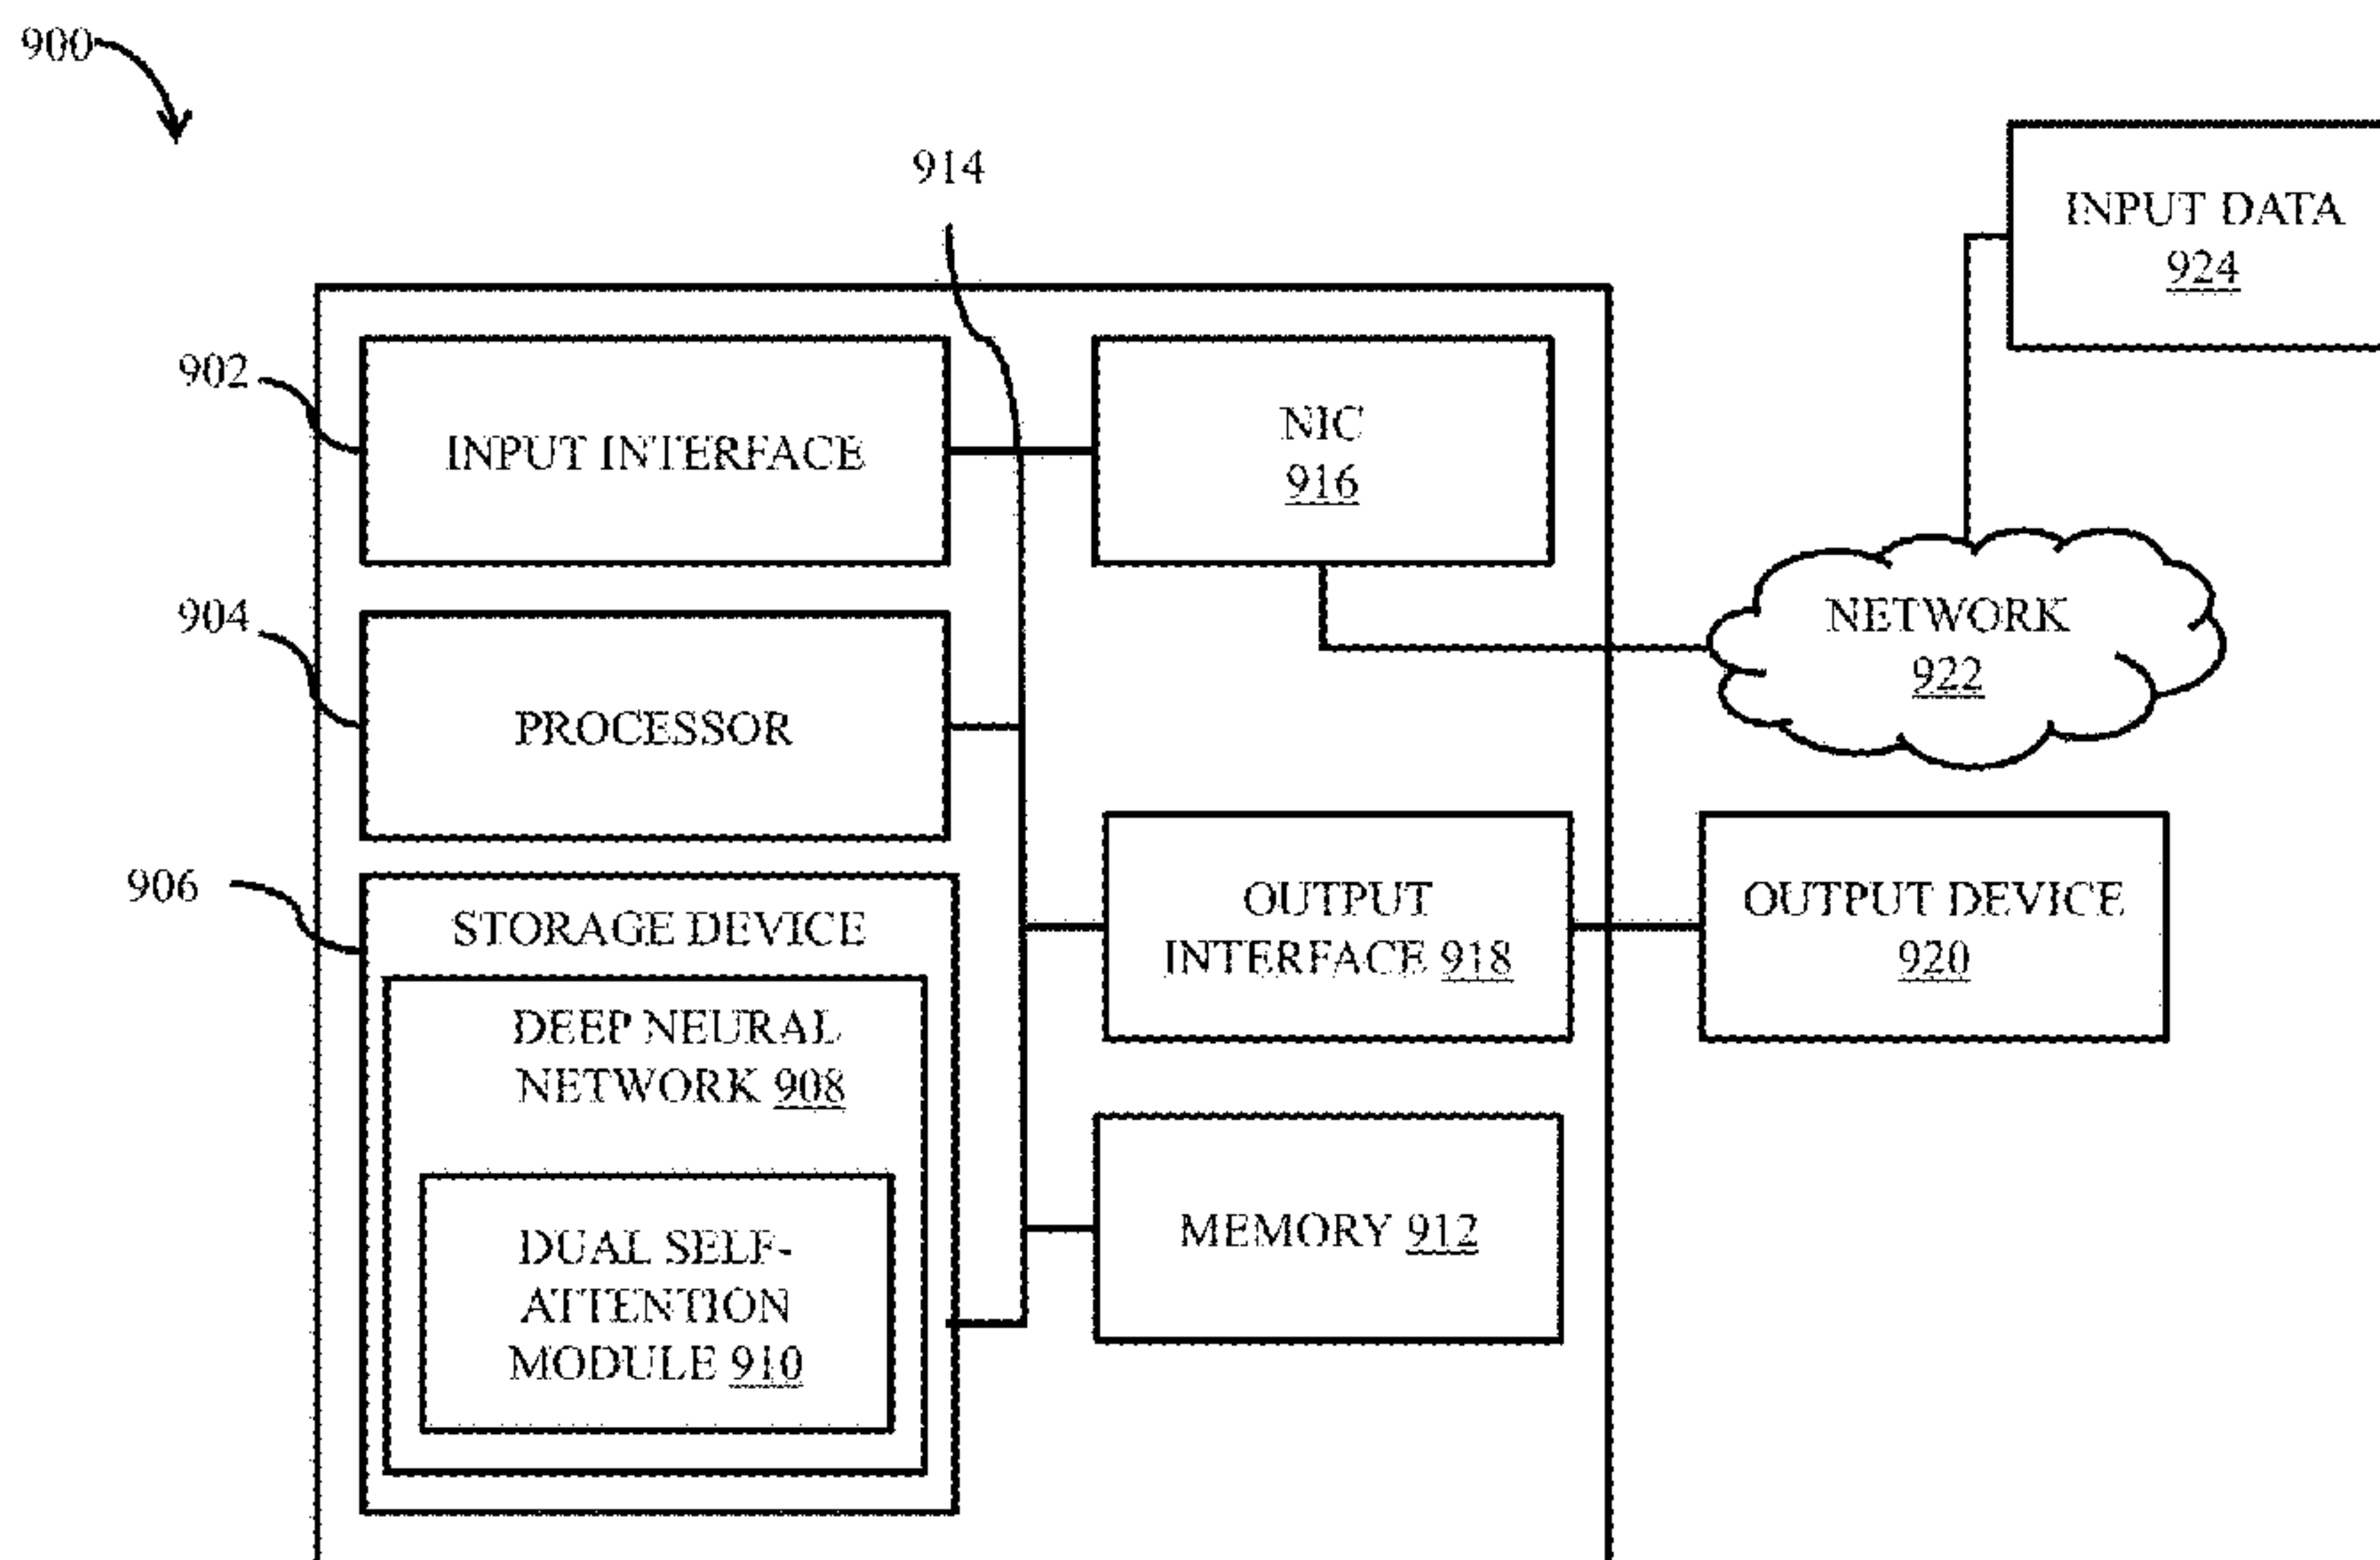 900
914
INPUT DATA
924
902
INPUT INTERFACE
NIC
916
904
PROCESSOR
NETWORK
922
906
STORAGE DEVICE
DEEP NEURAL
NETWORK 908
DUAL SELF-
ATTENTION
MODULE 910
OUTPUT
INTERFACE 918
OUTPUT DEVICE
920
MEMORY 912